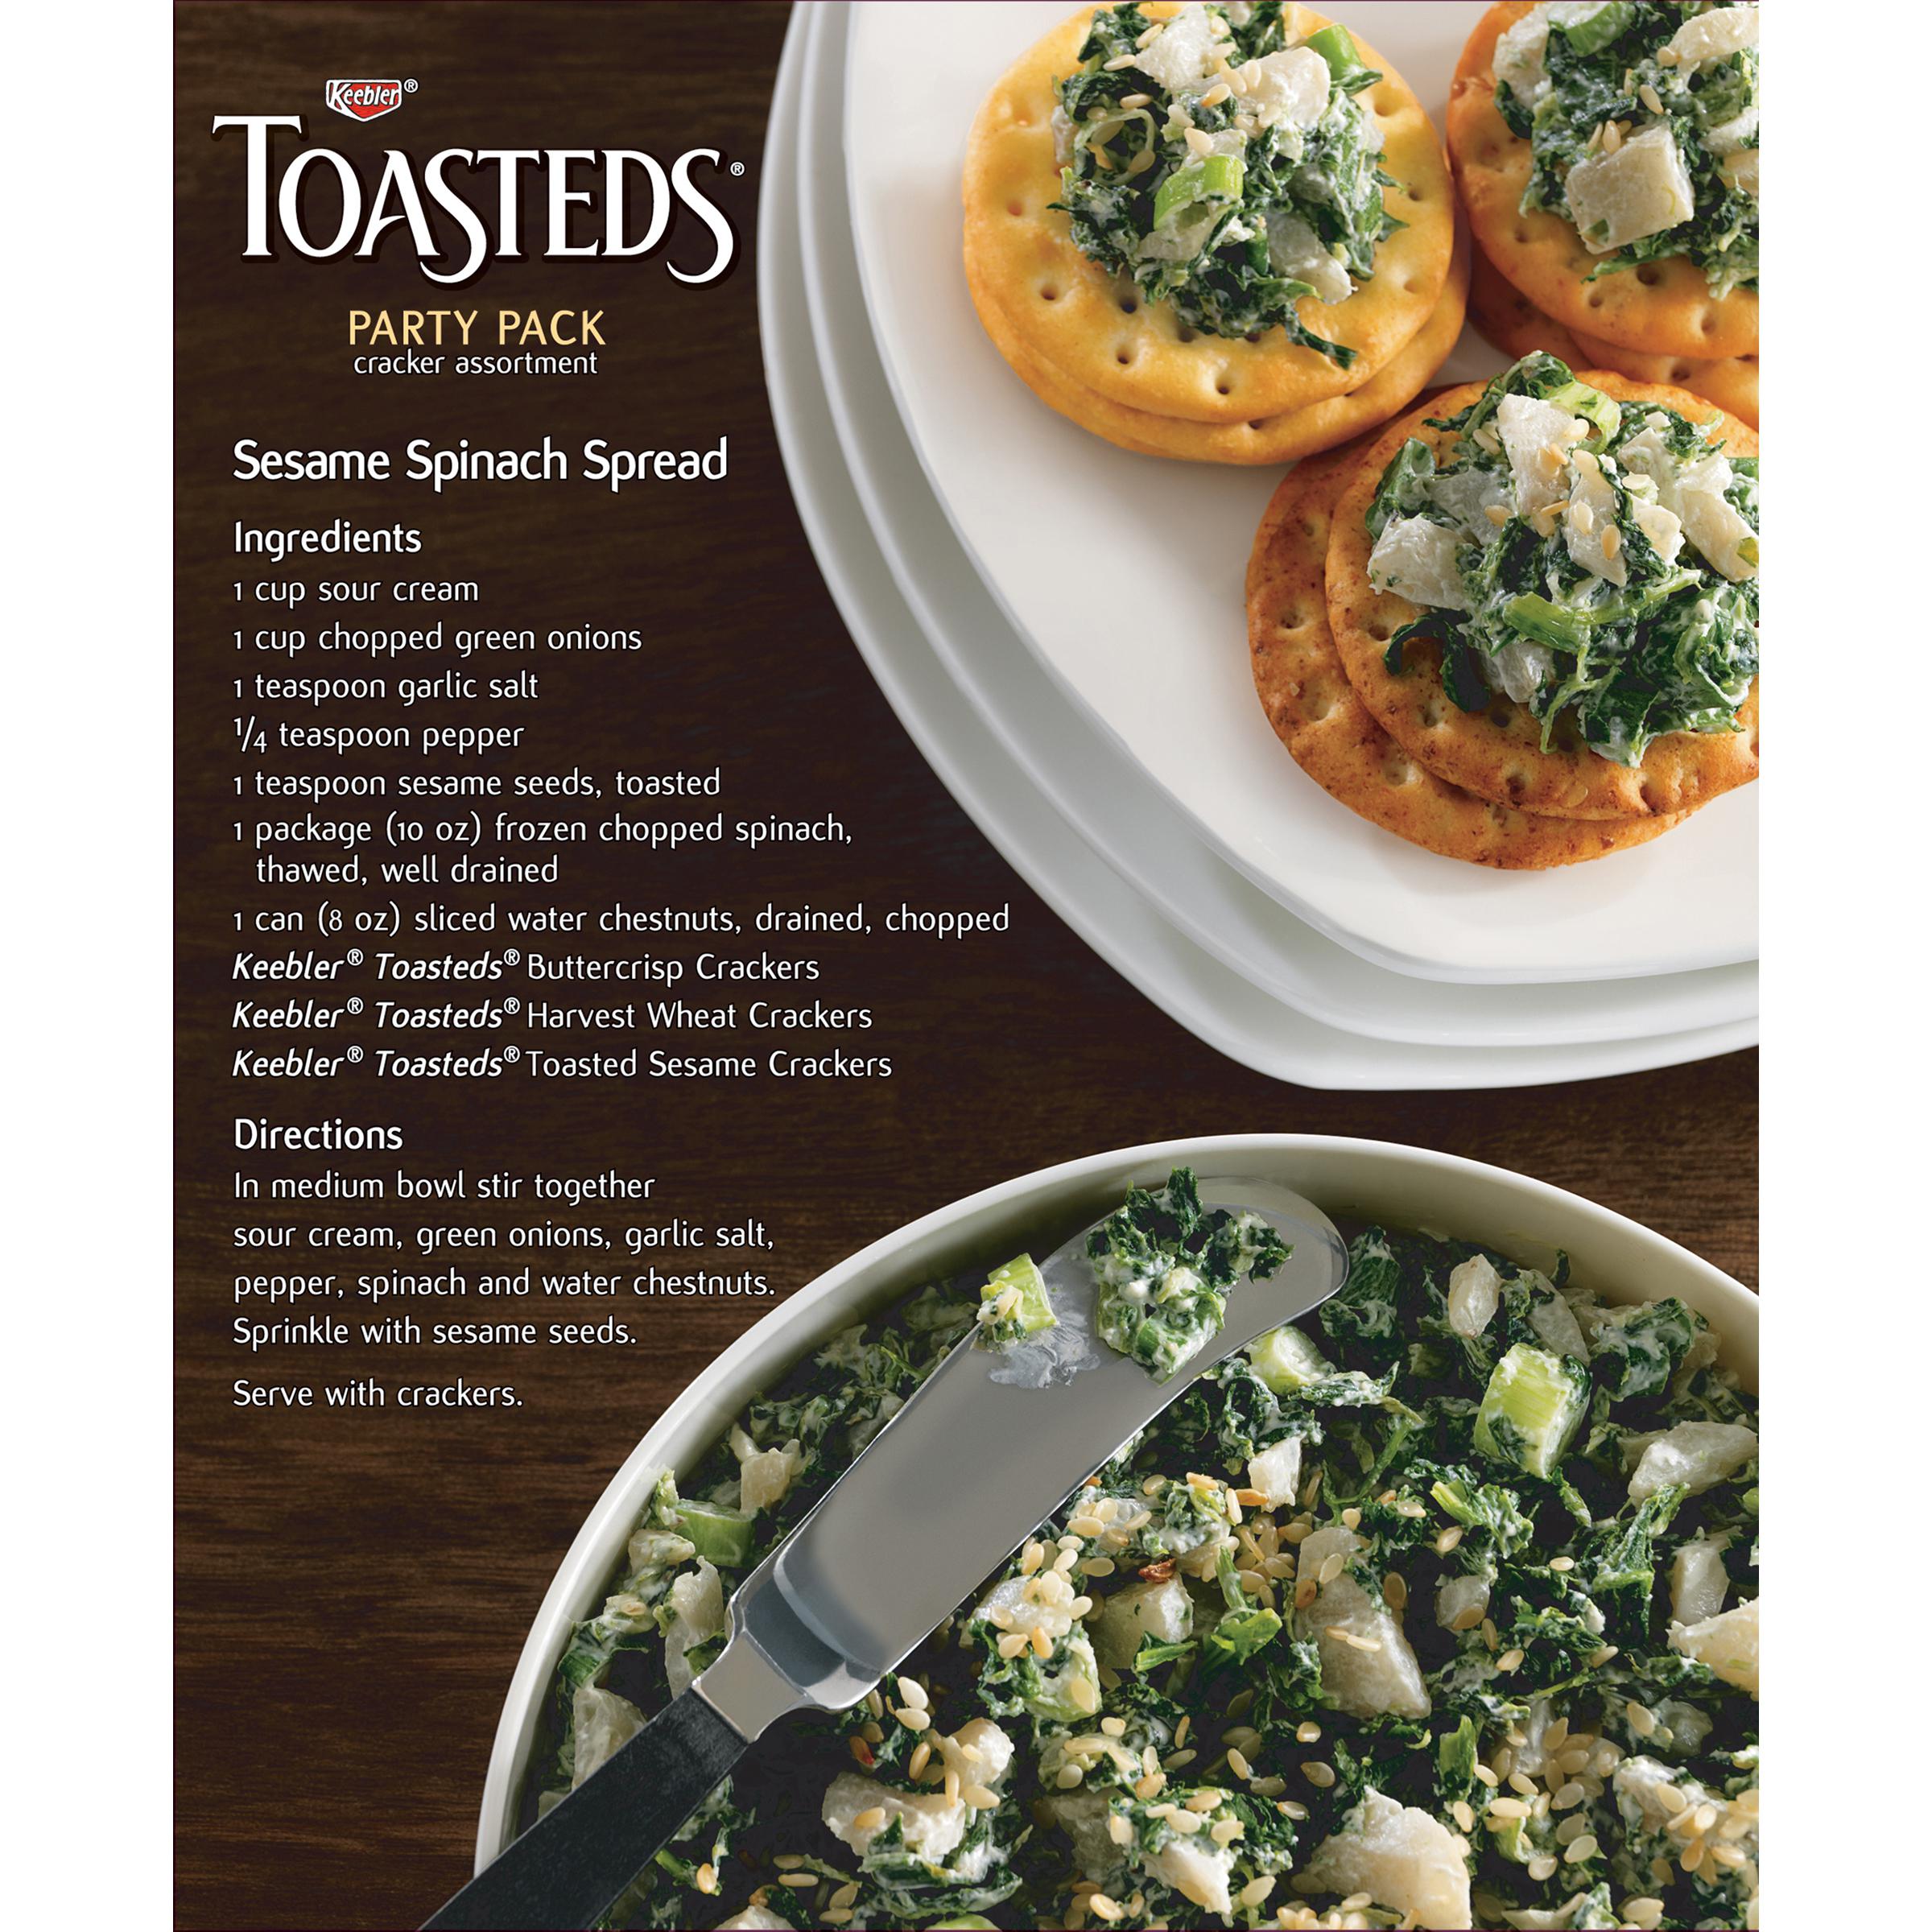 Keebler®
TOASTEDS®
PARTY PACK
cracker assortment
Sesame Spinach Spread
Ingredients
1 cup sour cream
1 cup chopped green onions
1 teaspoon garlic salt
1/4 teaspoon pepper
1 teaspoon sesame seeds, toasted
1 package (10 oz) frozen chopped spinach,
thawed, well drained
1 can (8 oz) sliced water chestnuts, drained, chopped
Keebler® Toasteds® Buttercrisp Crackers
Keebler® Toasteds® Harvest Wheat Crackers
Keebler® Toasteds® Toasted Sesame Crackers
Directions
In medium bowl stir together
sour cream, green onions, garlic salt,
pepper, spinach and water chestnuts.
Sprinkle with sesame seeds.
Serve with crackers.